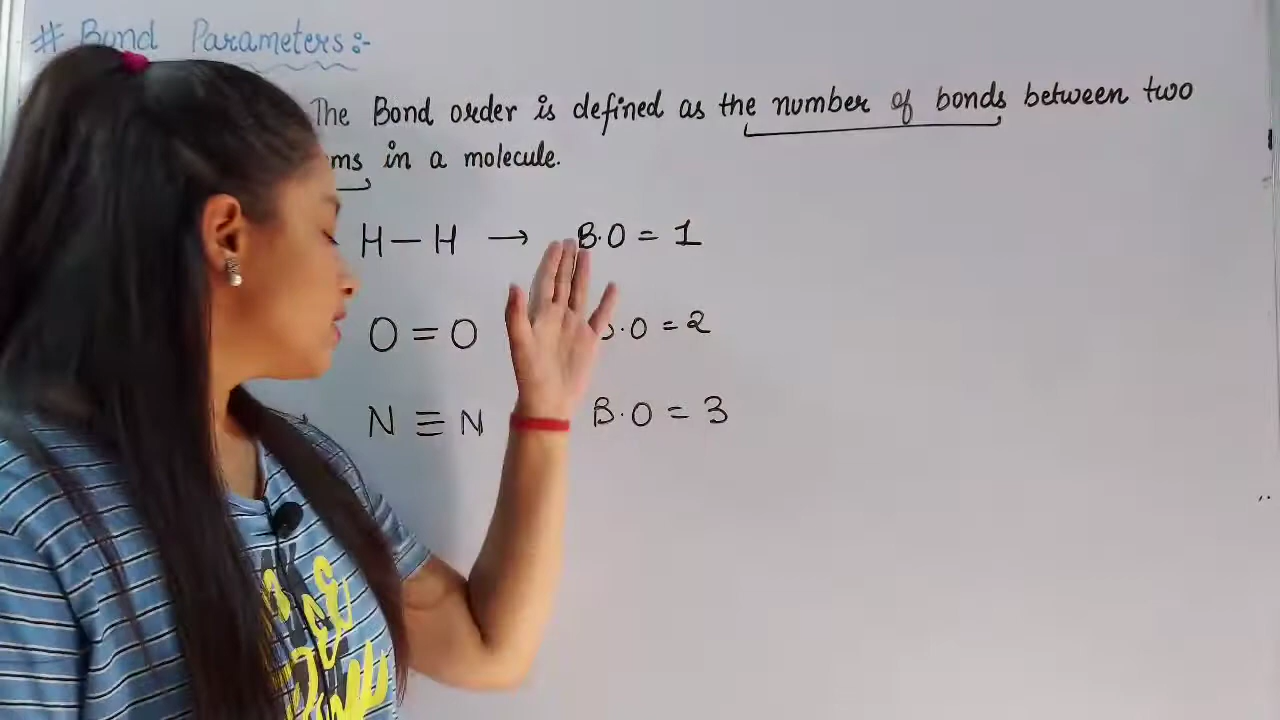 # Bond Parameters:-
The Bond order is defined as the number of bonds between two
in a molecule.
H — H → B.O = 1
O = O .O = 2
N ≡ N B.O = 3